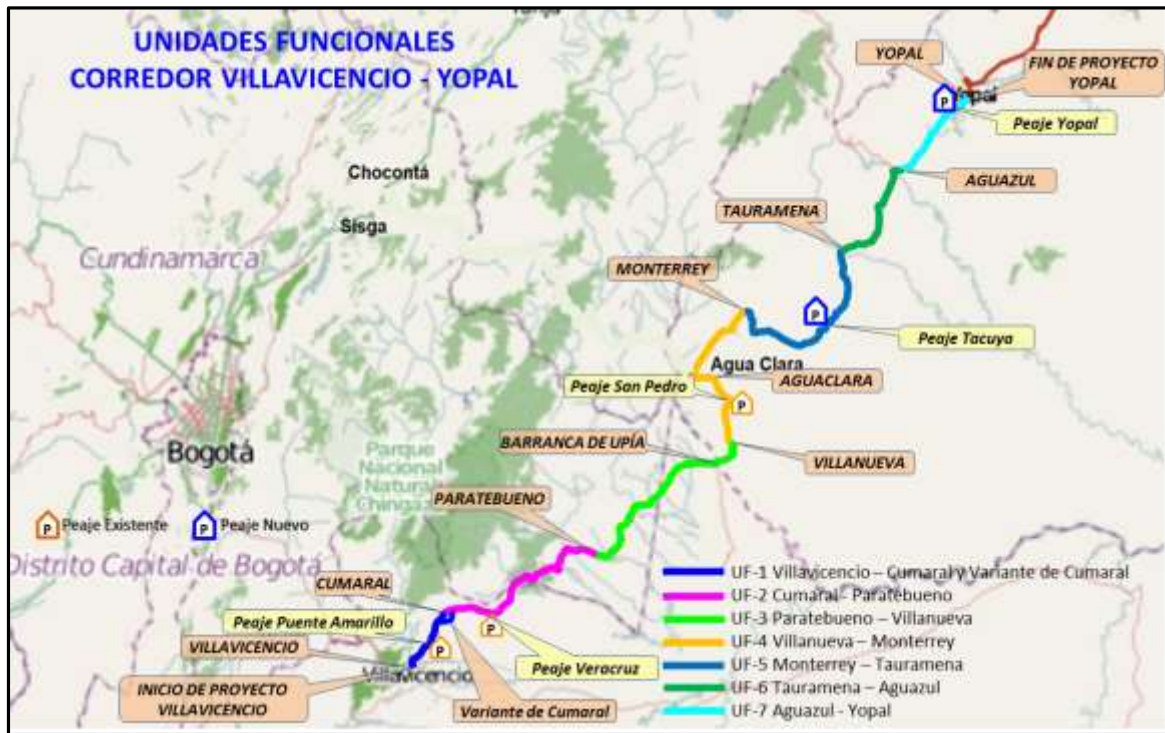 UNIDADES FUNCIONALES
CORREDOR VILLAVICENCIO - YOPAL
YOPAL
FIN DE PROYECTO
YOPAL
Yopal
Peaje Yopal
Chocontá
AGUAZUL
TAURAMENA
Sisga
Cundinamarca
MONTERREY
Peaje Tacuya
Agua Clara
Peaje San Pedro
AGUACLARA
P
BARRANCA DE UPÍA
VILLANUEVA
Bogotá
Parque
Nacional
Natural
PARATEBUENO
P Peaje Existente
P Peaje Nuevo
Distrito Capital de Bogotá
CUMARAL
Peaje Puente Amarillo
VILLAVICENCIO
Villavicencio
Peaje Veracruz
INICIO DE PROYECTO
VILLAVICENCIO
Variante de Cumaral
UF-1 Villavicencio – Cumaral y Variante de Cumaral
UF-2 Cumaral - Paratebueno
UF-3 Paratebueno – Villanueva
UF-4 Villanueva – Monterrey
UF-5 Monterrey – Tauramena
UF-6 Tauramena – Aguazul
UF-7 Aguazul - Yopal